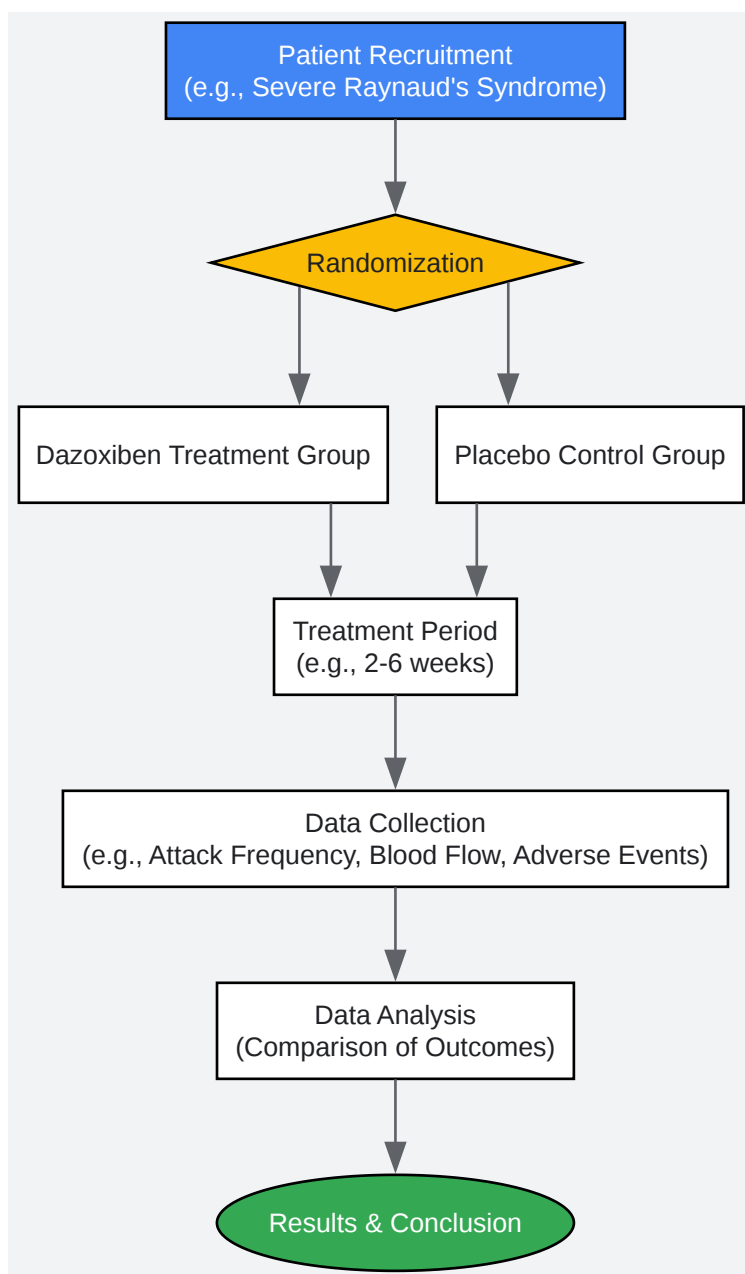 Patient Recruitment
(e.g., Severe Raynaud's Syndrome)
Randomization
Dazoxiben Treatment Group
Placebo Control Group
Treatment Period
(e.g., 2-6 weeks)
Data Collection
(e.g., Attack Frequency, Blood Flow, Adverse Events)
Data Analysis
(Comparison of Outcomes)
Results & Conclusion